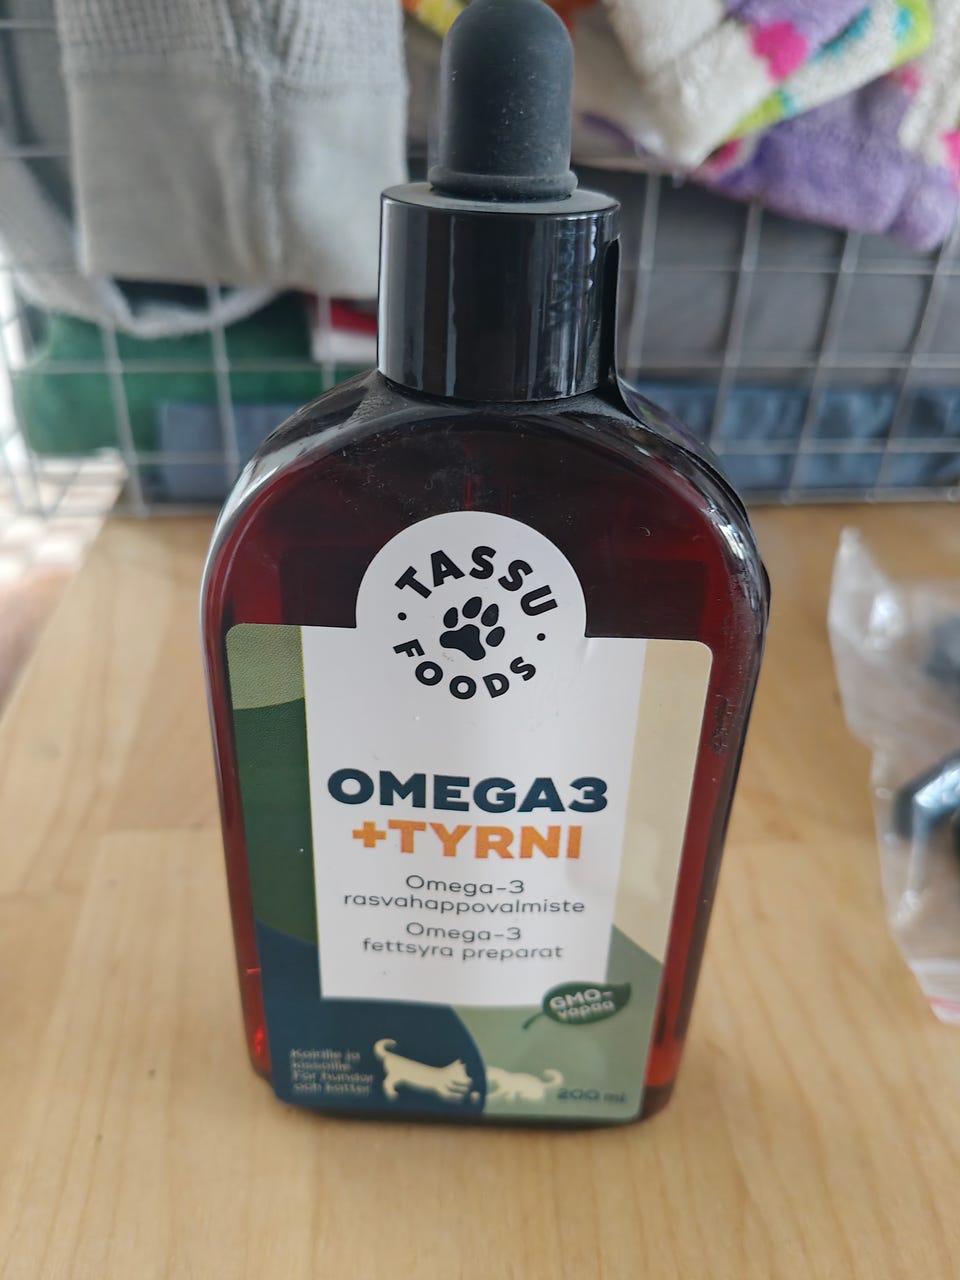 TASSU
FOODS
OMEGA3
+TYRNI
Omega-3
rasvahappovalmiste
Omega-3
fettsyra preparat
GMO-
vapaa
Koirille ja
kissoille
För hundar
och katter
200 ml